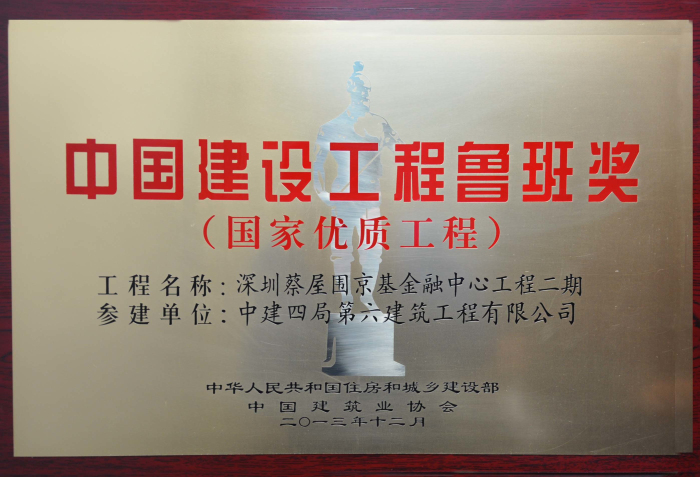 中国建设工程鲁班奖
（国家优质工程）
工程名称：深圳蔡屋围京基金融中心工程二期
参建单位：中建四局第六建筑工程有限公司
中华人民共和国住房和城乡建设部
中国建筑业协会
二〇一三年十二月